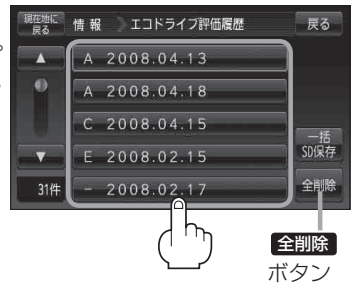 現在地に
戻る
情報 エコドライブ評価履歴
戻る
A 2008.04.13
A 2008.04.18
C 2008.04.15
E 2008.02.15
- 2008.02.17
▲
▼
31件
一括
SD保存
全削除
全削除
ボタン